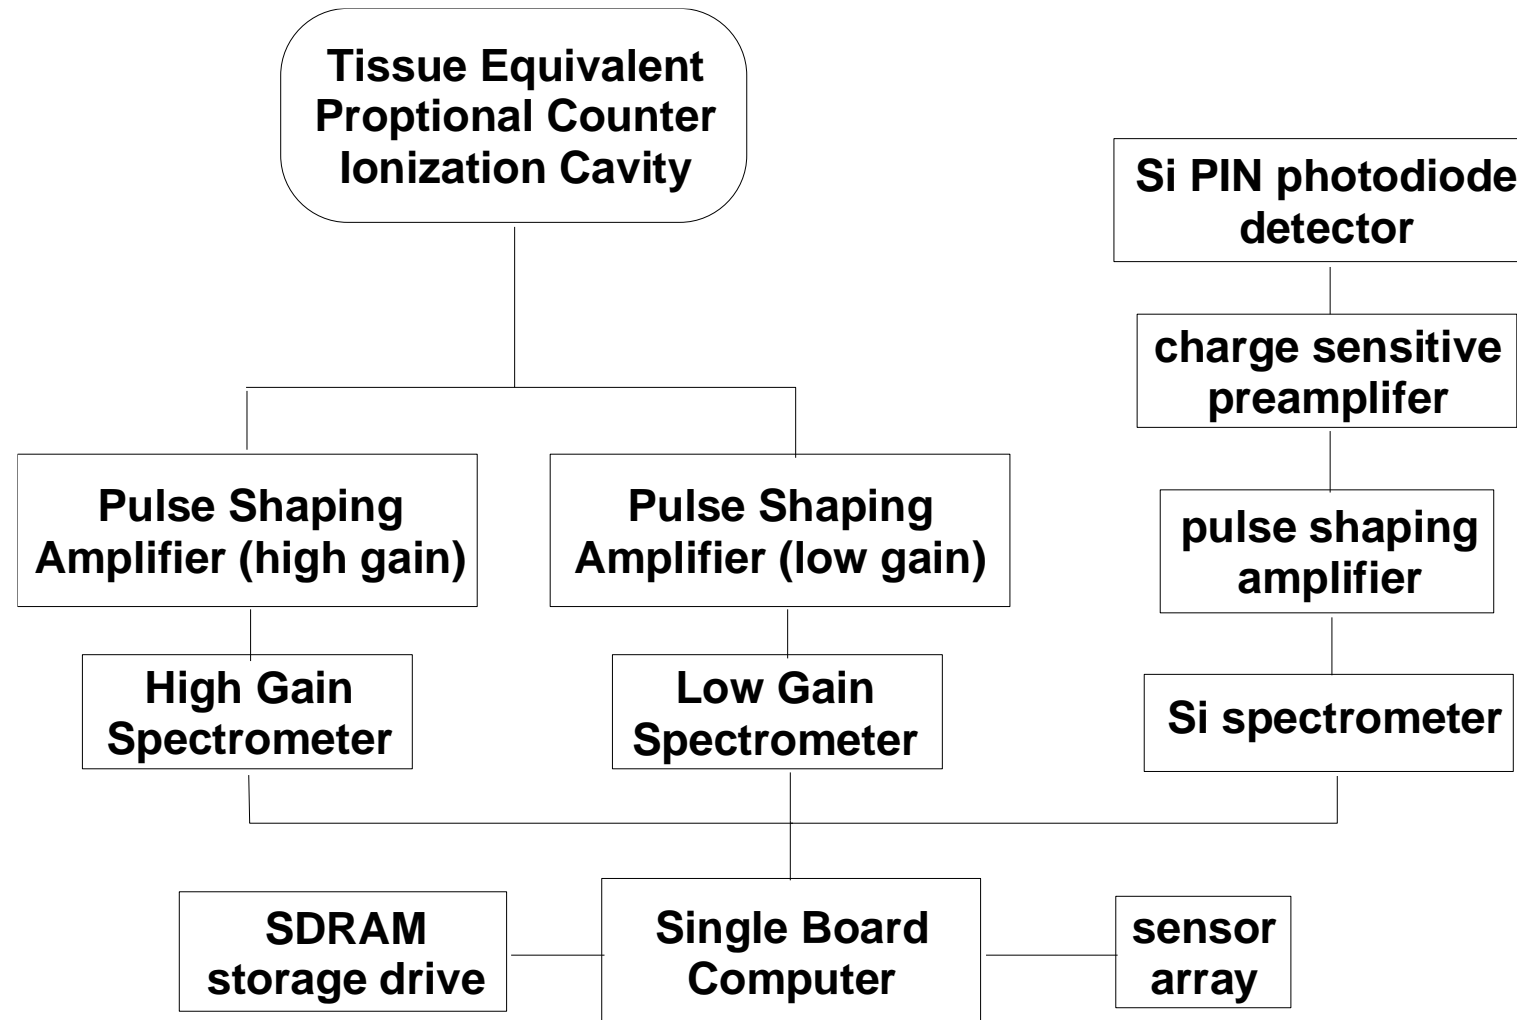 Tissue Equivalent
Proptional Counter
Ionization Cavity
Si PIN photodiode
detector
charge sensitive
preamplifer
Pulse Shaping
Amplifier (high gain)
Pulse Shaping
Amplifier (low gain)
pulse shaping
amplifier
High Gain
Spectrometer
Low Gain
Spectrometer
Si spectrometer
SDRAM
storage drive
Single Board
Computer
sensor
array